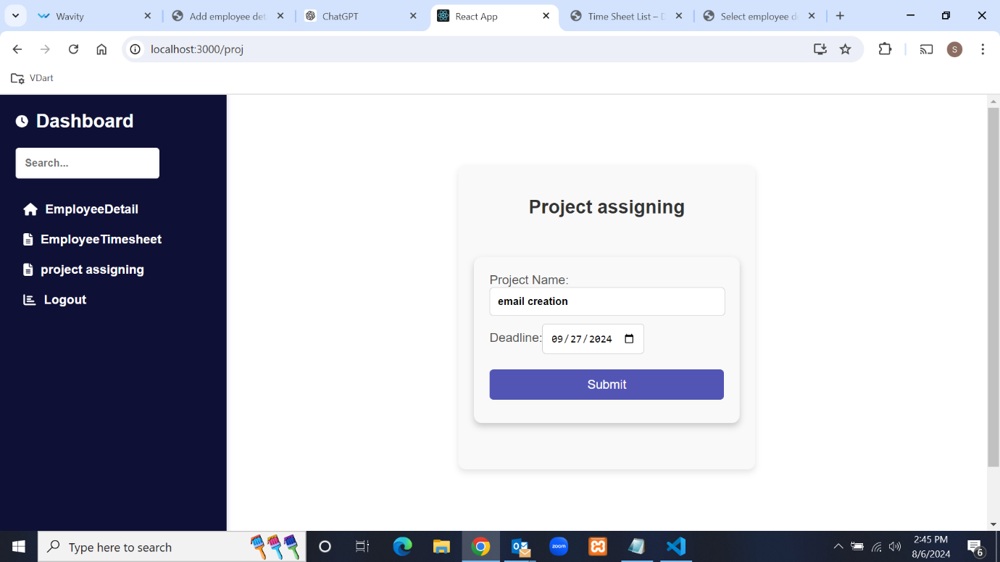 Wavity
Add employee det
ChatGPT
React App
Time Sheet List – D
Select employee d
localhost:3000/proj
S
VDart
Dashboard
Search...
EmployeeDetail
EmployeeTimesheet
project assigning
Logout
Project assigning
Project Name:
email creation
Deadline: 09/27/2024
Submit
Type here to search
zoom
2:45 PM
8/6/2024
6